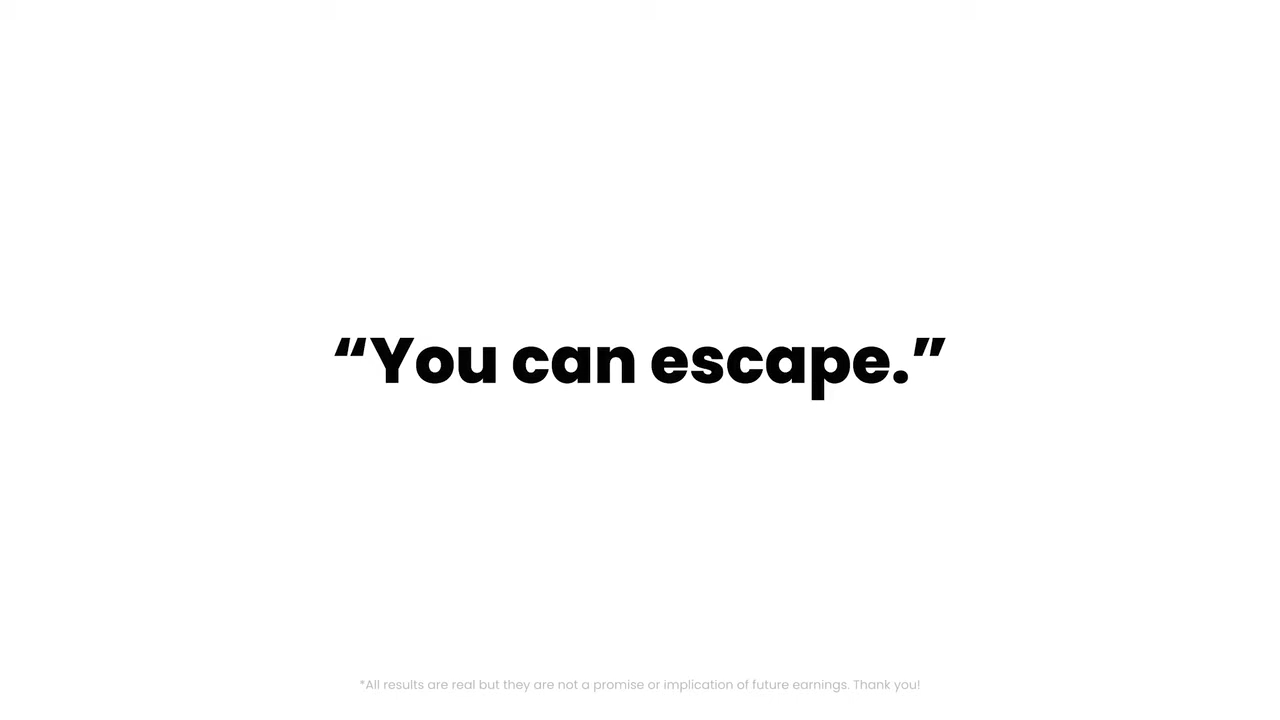 “You can escape.”
*All results are real but they are not a promise or implication of future earnings. Thank you!